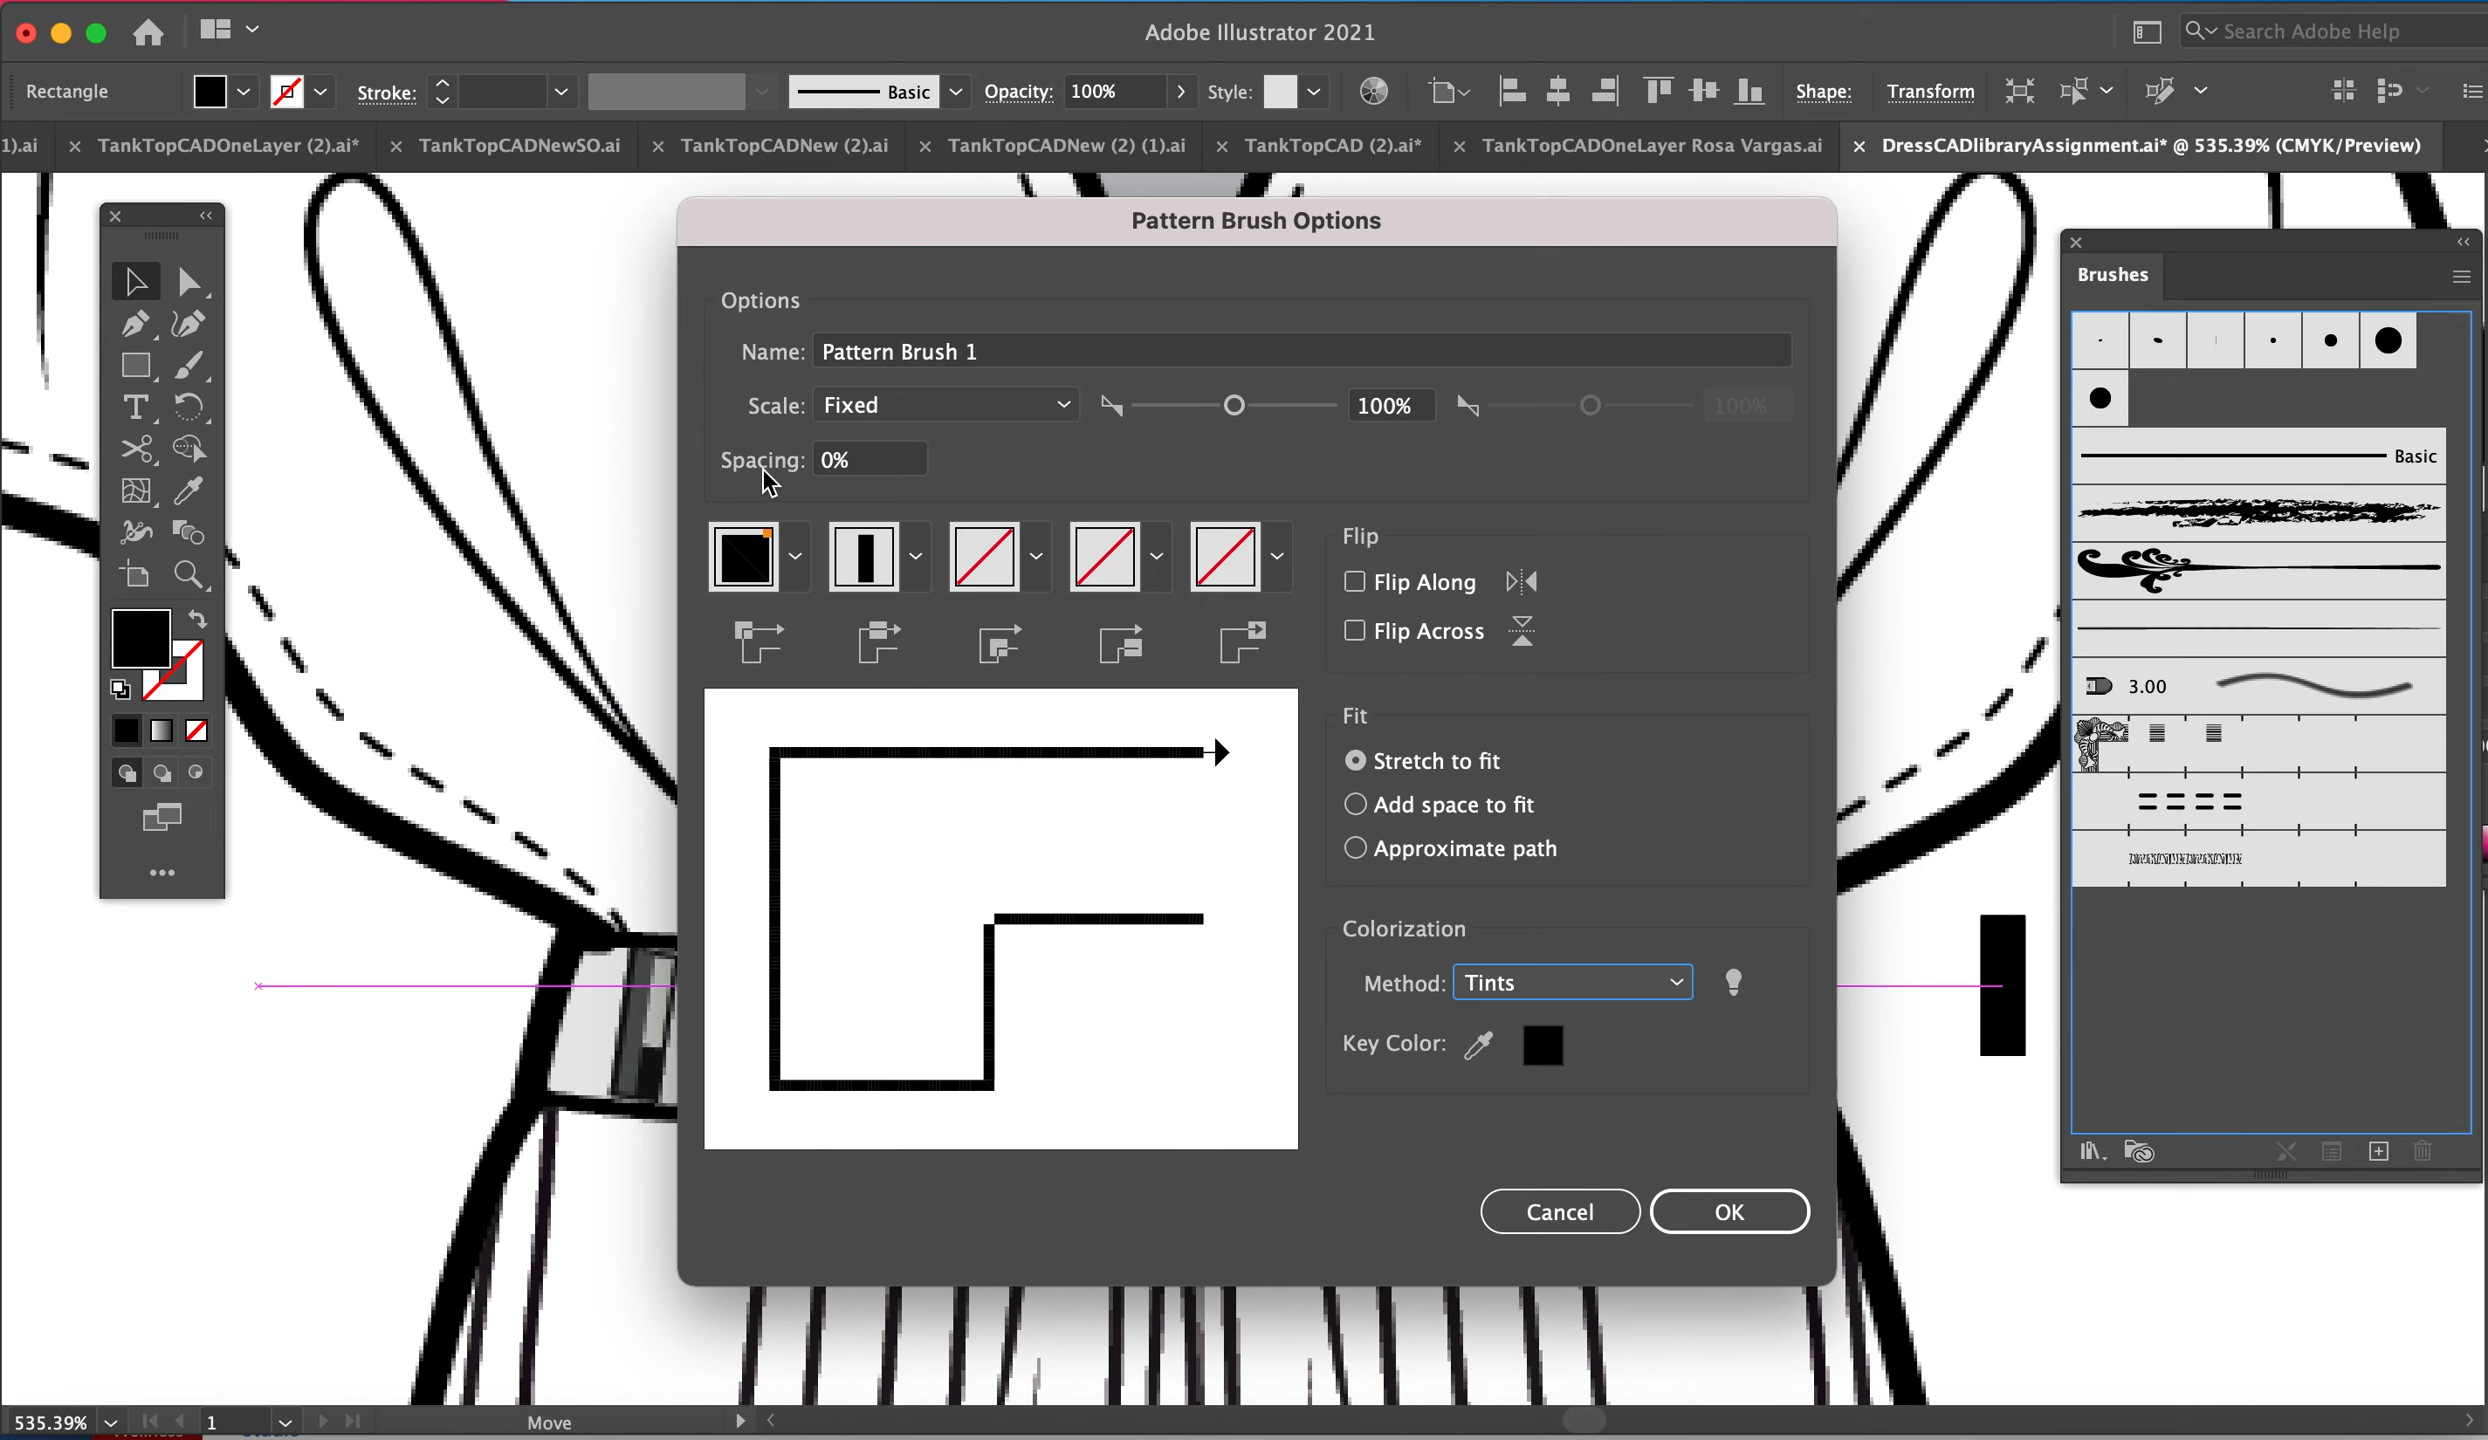 Adobe Illustrator 2021
Search Adobe Help
Rectangle
Stroke:
Basic
Opacity:
100%
Style:
Shape:
Transform
1).ai
TankTopCADOneLayer (2).ai*
TankTopCADNewSO.ai
TankTopCADNew (2).ai
TankTopCADNew (2) (1).ai
TankTopCAD (2).ai*
TankTopCADOneLayer Rosa Vargas.ai
DressCADlibraryAssignment.ai* @ 535.39% (CMYK/Preview)
Pattern Brush Options
Options
Name: Pattern Brush 1
Scale: Fixed 100% 100%
Spacing: 0%
Flip
Flip Along
Flip Across
Fit
Stretch to fit
Add space to fit
Approximate path
Colorization
Method: Tints
Key Color:
Cancel
OK
Brushes
Basic
3.00
535.39%
1
Move